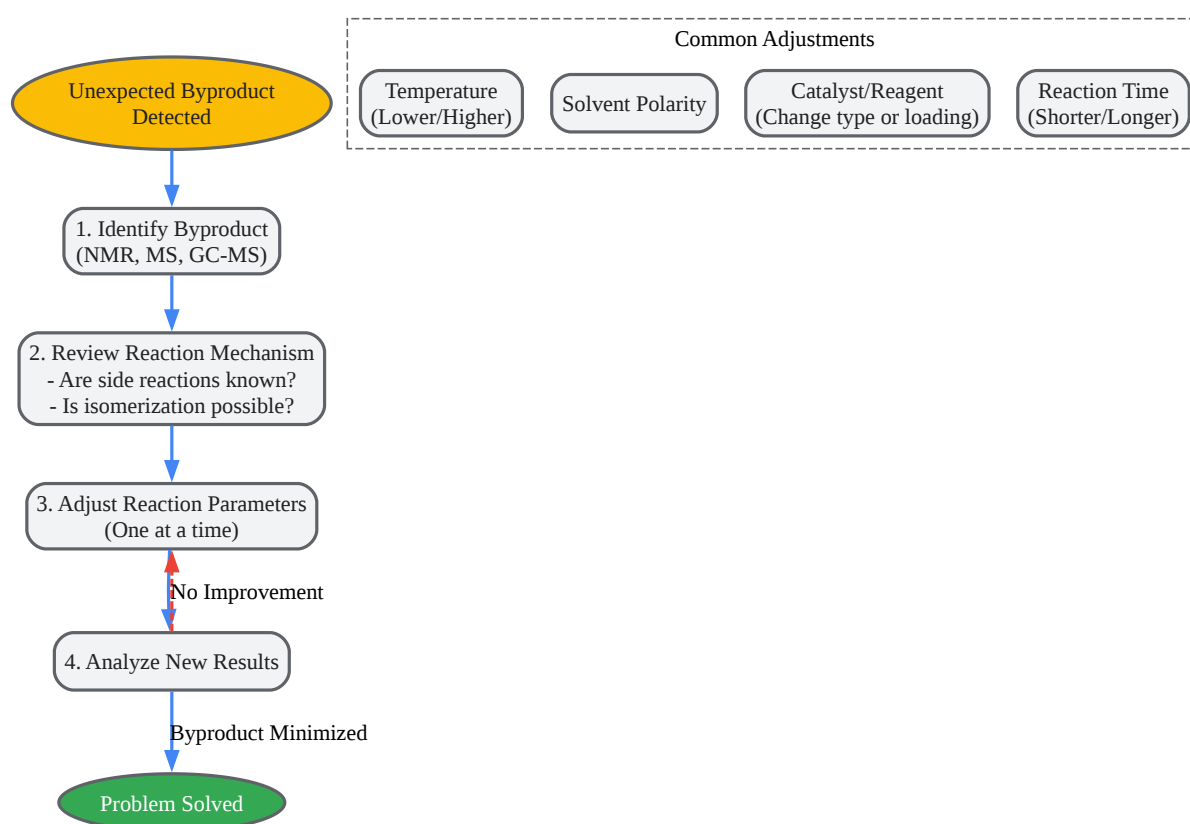 Unexpected Byproduct
Detected
Common Adjustments
Temperature
(Lower/Higher)
Solvent Polarity
Catalyst/Reagent
(Change type or loading)
Reaction Time
(Shorter/Longer)
1. Identify Byproduct
(NMR, MS, GC-MS)
2. Review Reaction Mechanism
- Are side reactions known?
- Is isomerization possible?
3. Adjust Reaction Parameters
(One at a time)
No Improvement
4. Analyze New Results
Byproduct Minimized
Problem Solved